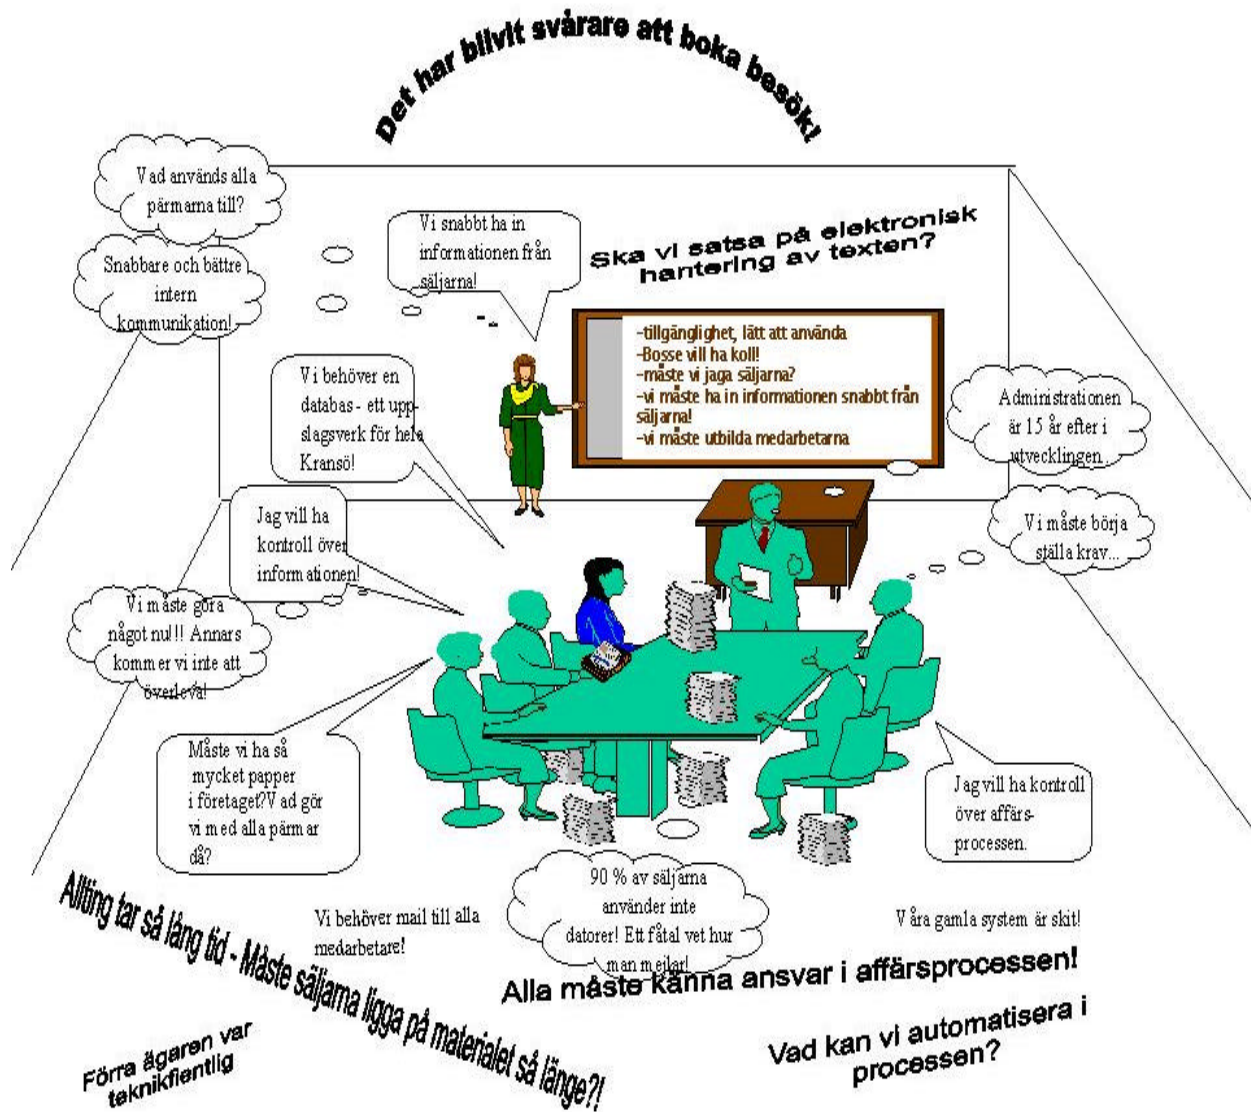 Det har blivit svårare att boka besök!
Vad används alla
pärmarna till?
Snabbare och bättre
intern
kommunikation!
Vi snabbt ha in
informationen från
säljarna!
Ska vi satsa på elektronisk
hantering av texten?
-tillgänglighet, lätt att använda
-Bosse vill ha koll!
-måste vi jaga säljarna?
-vi måste ha in informationen snabbt från
säljarna!
-vi måste utbilda medarbetarna
Vi behöver en
databas - ett upp-
slagsverk för hela
Kransö!
Administrationen
är 15 år efter i
utvecklingen
Jag vill ha
kontroll över
informationen!
Vi måste börja
ställa krav...
Vi måste göra
något nu!!! Annars
kommer vi inte att
överleva!
Måste vi ha så
mycket papper
i företaget?Vad gör
vi med alla pärmar
då?
Jag vill ha kontroll
över affärs-
processen.
90 % av säljarna
använder inte
datorer! Ett fåtal vet hur
man mejlar!
Vi behöver mail till alla
medarbetare!
Våra gamla system är skit!
Allting tar så lång tid - Måste säljarna ligga på materialet så länge?!
Alla måste känna ansvar i affärsprocessen!
Förra ägaren var
teknikfientlig
Vad kan vi automatisera i
processen?